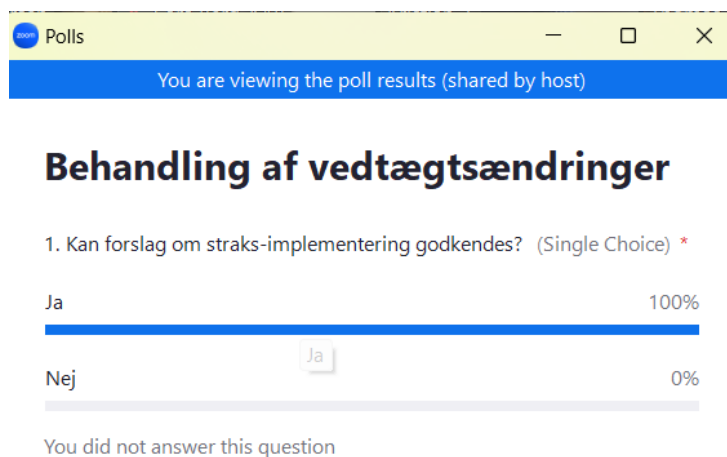 zoom Polls
You are viewing the poll results (shared by host)
Behandling af vedtægtsændringer
1. Kan forslag om straks-implementering godkendes? (Single Choice) *
Ja 100%
Ja
Nej 0%
You did not answer this question